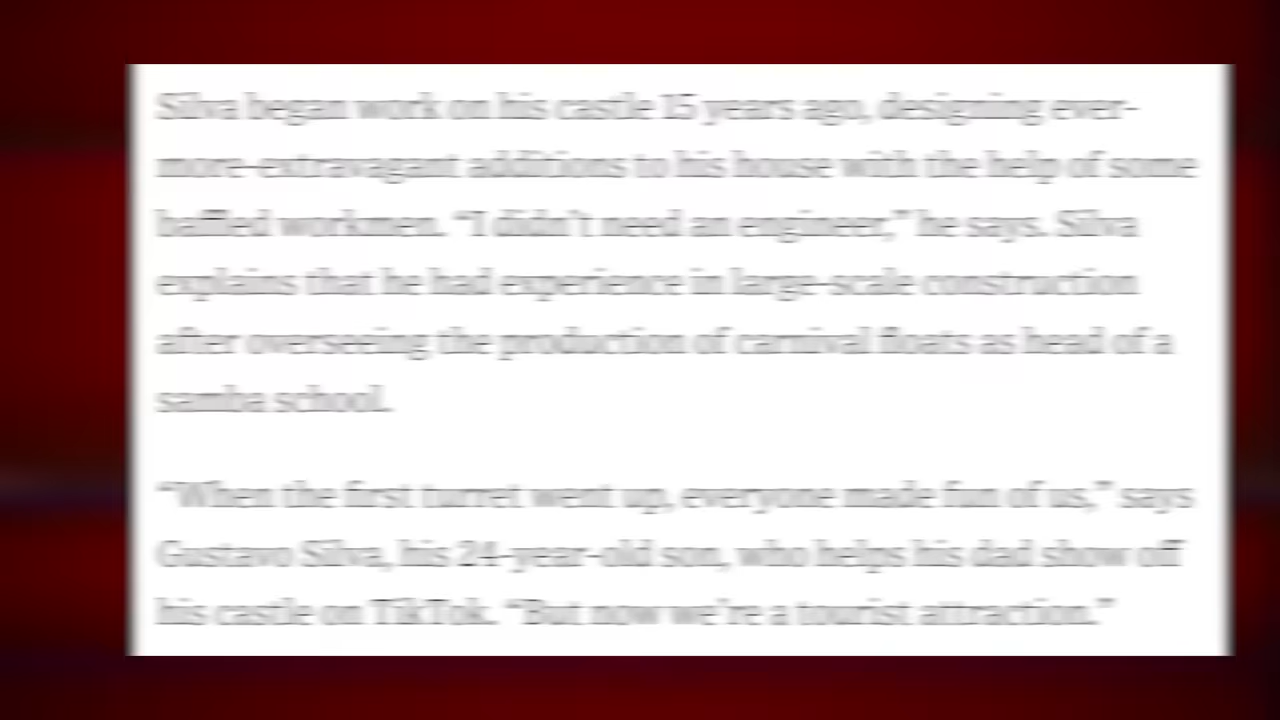 Silva began work on his castle 15 years ago, designing ever-
more-extravagant additions to his house with the help of some
baffled workmen. “I didn’t need an engineer,” he says. Silva
explains that he had experience in large-scale construction
after overseeing the production of carnival floats as head of a
samba school.
“When the first turret went up, everyone made fun of us,” says
Gustavo Silva, his 24-year-old son, who helps his dad show off
his castle on TikTok. “But now we’re a tourist attraction.”